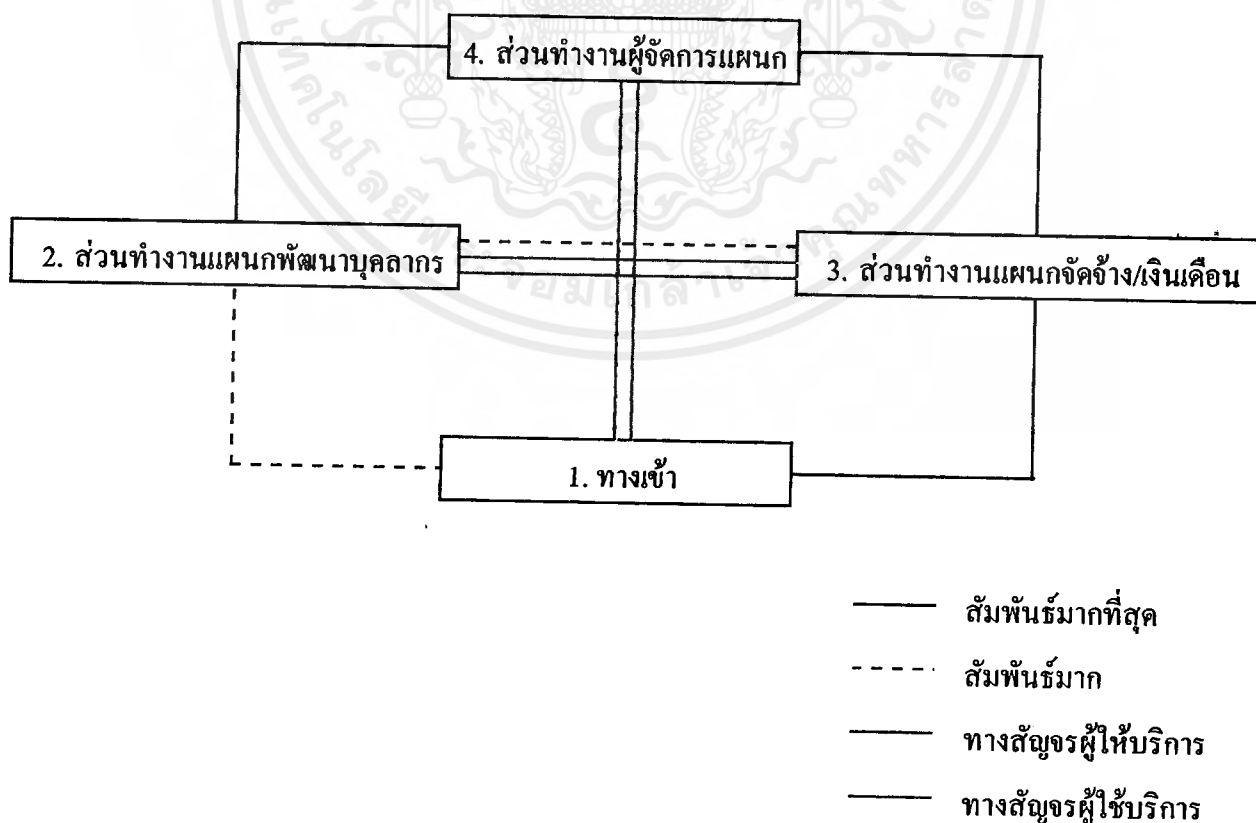 4. ส่วนทำงานผู้จัดการแผนก
2. ส่วนทำงานแผนกพัฒนาบุคลากร
3. ส่วนทำงานแผนกจัดจ้าง/เงินเดือน
1. ทางเข้า
สัมพันธ์มากที่สุด
สัมพันธ์มาก
ทางสัญจรผู้ให้บริการ
ทางสัญจรผู้ใช้บริการ